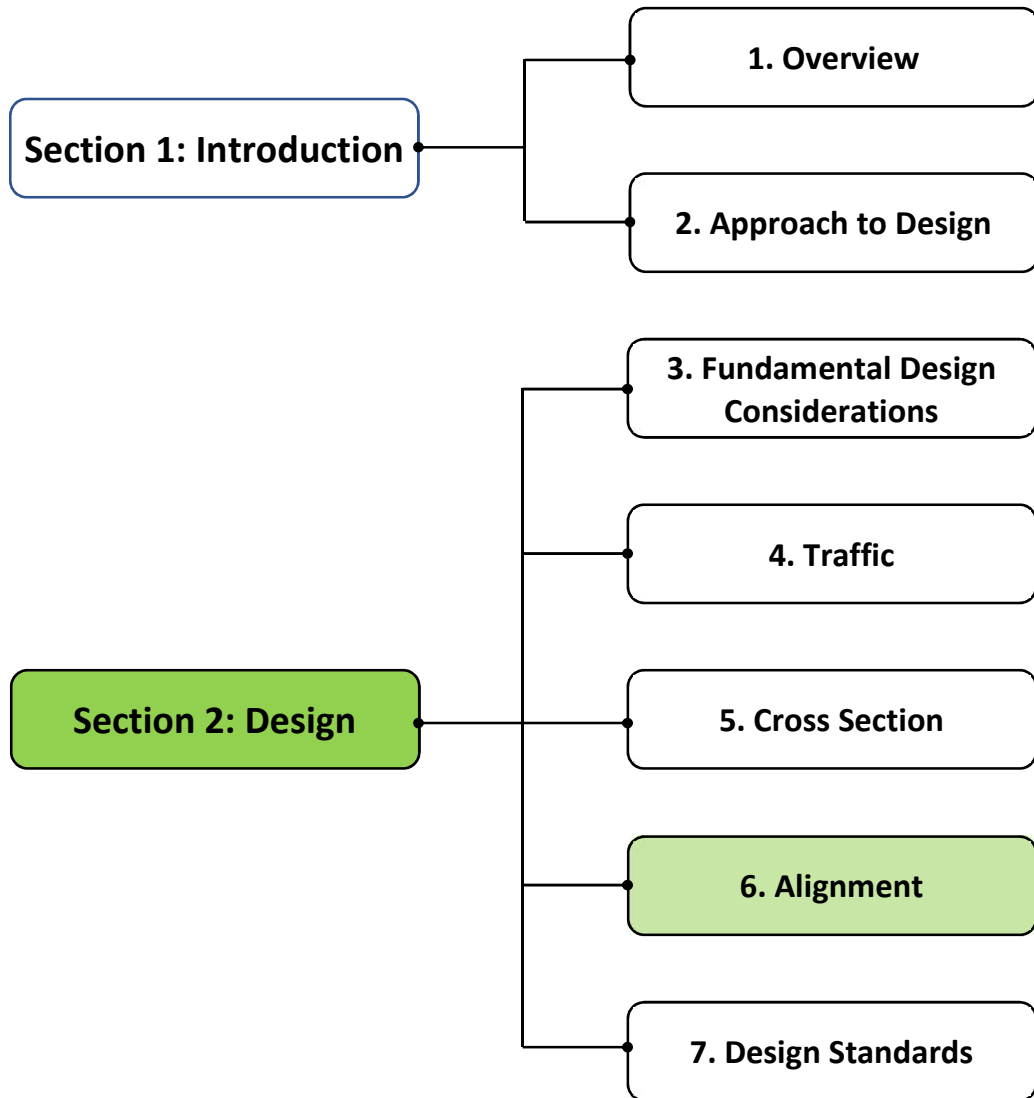 1. Overview
Section 1: Introduction
2. Approach to Design
3. Fundamental Design
Considerations
4. Traffic
Section 2: Design
5. Cross Section
6. Alignment
7. Design Standards